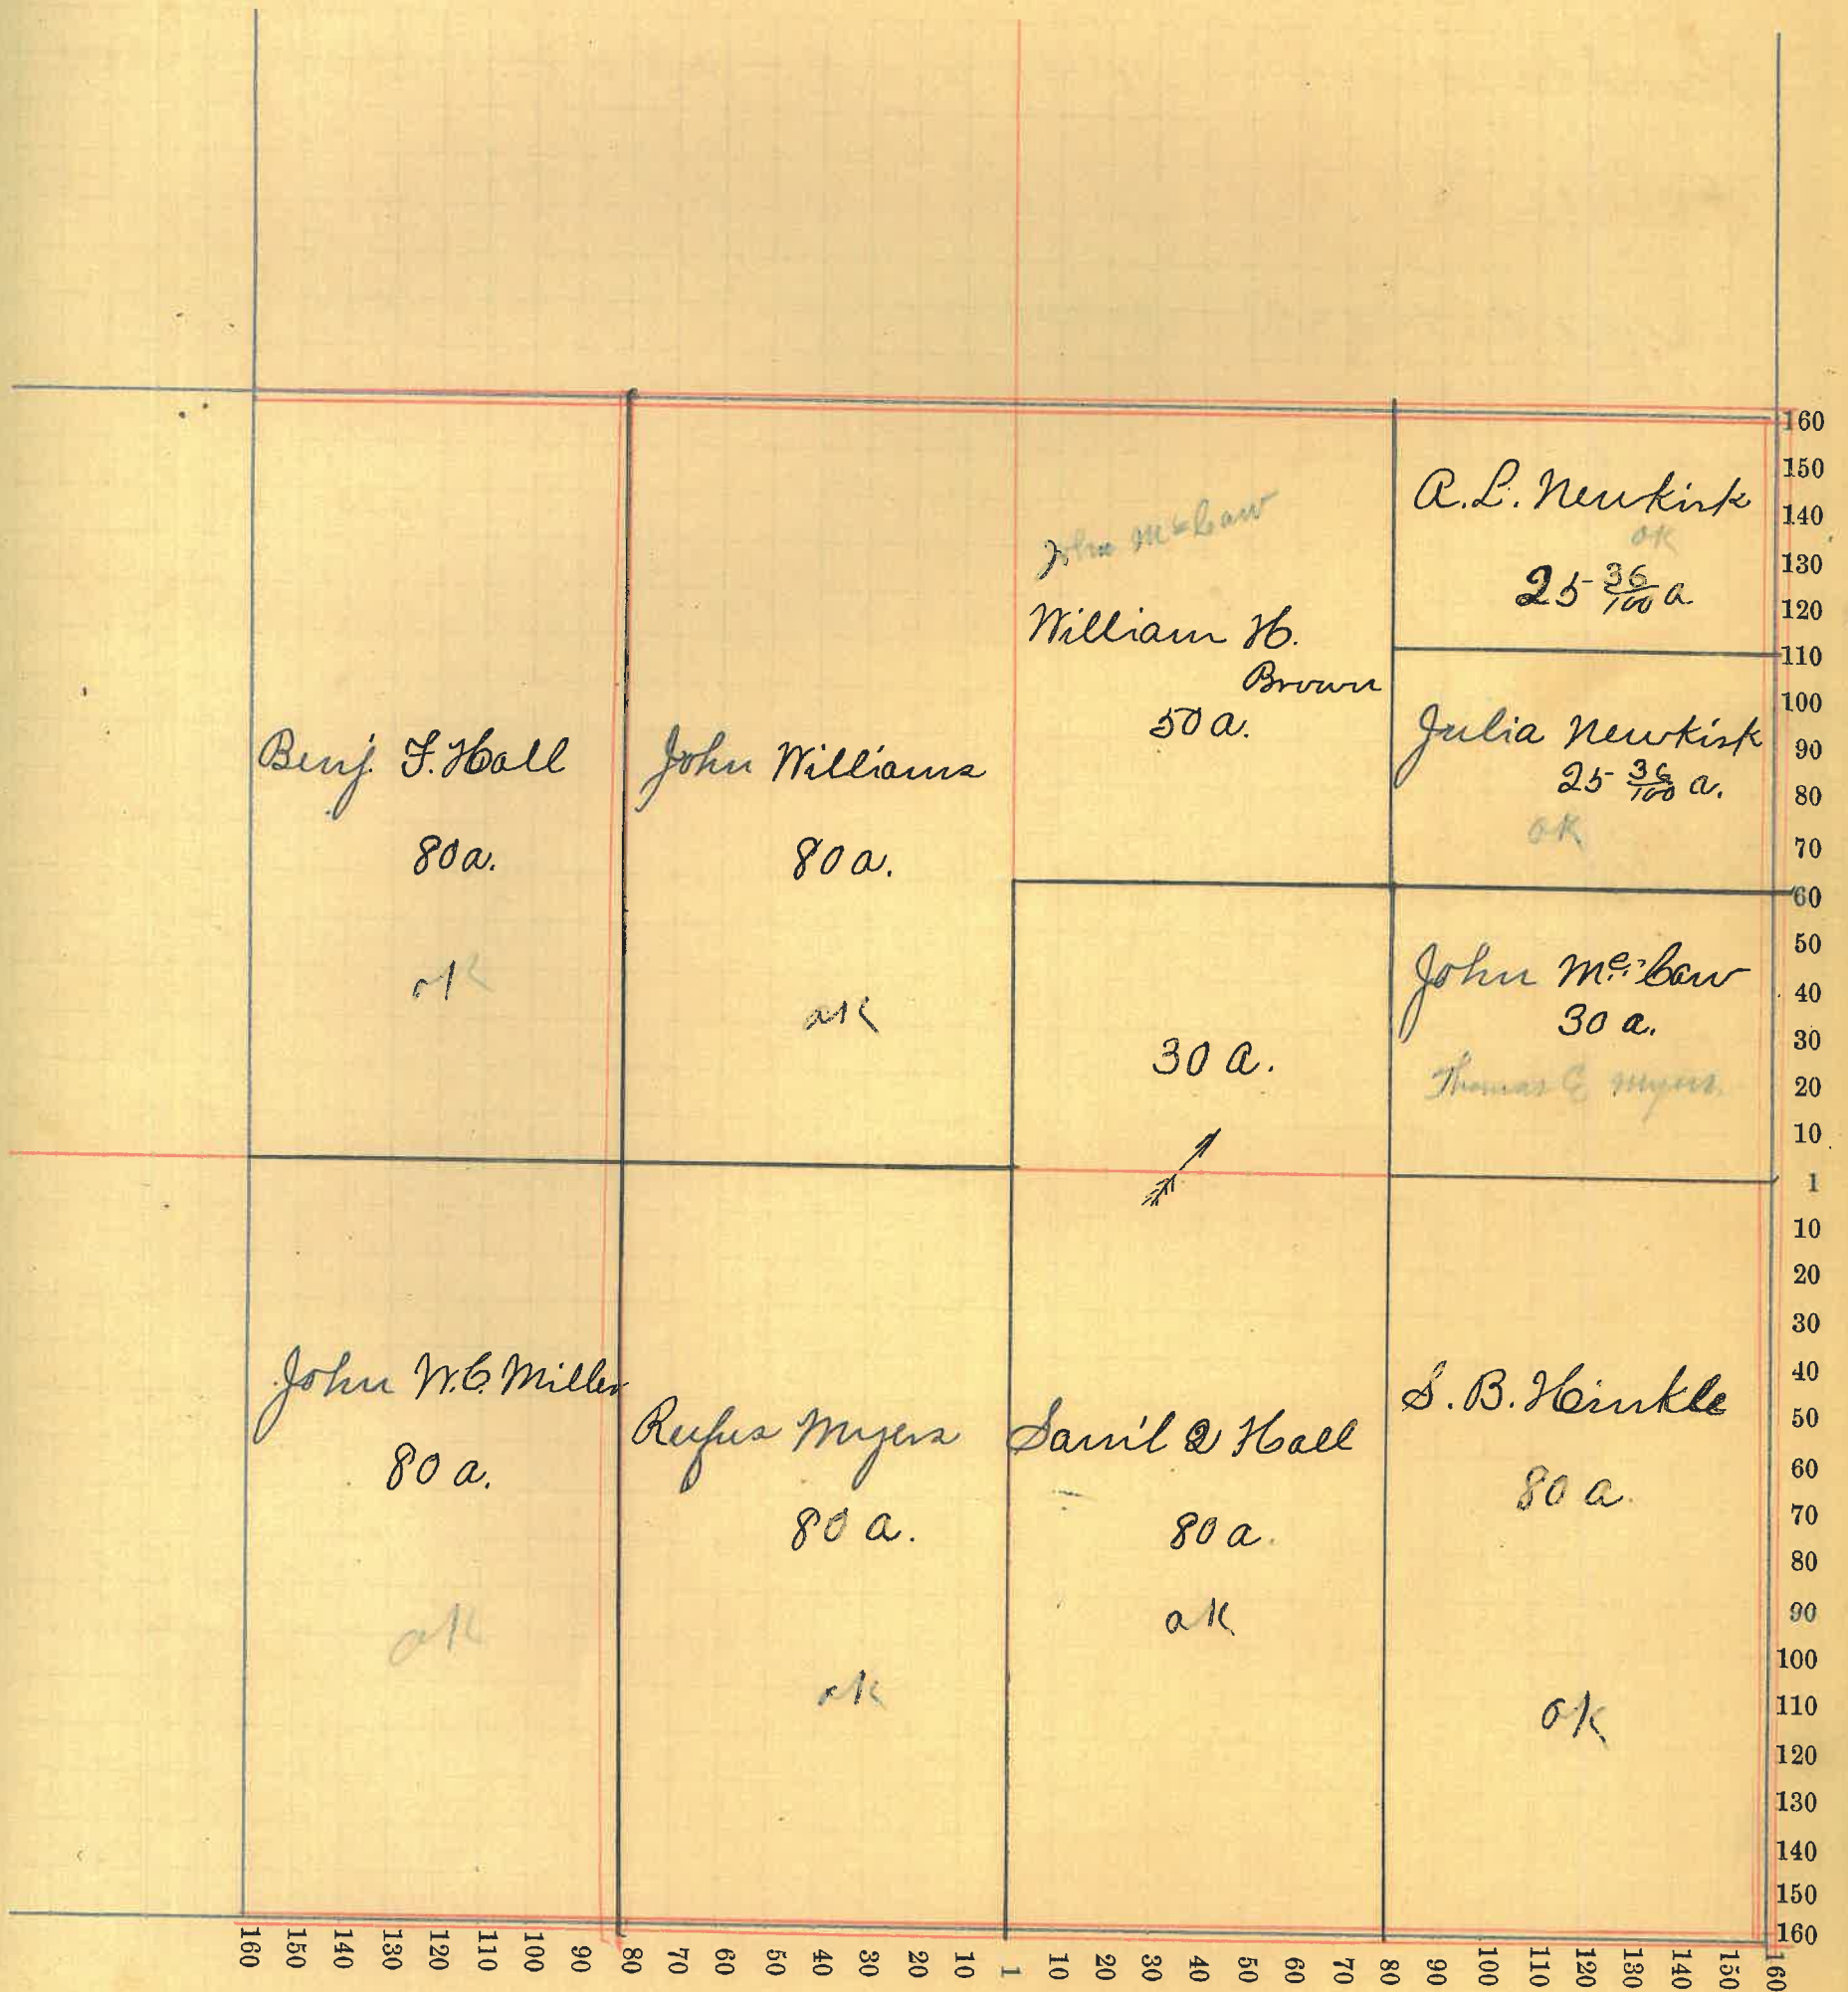 Benj. F. Hall
80 a.
ok
John Williams
80 a.
ok
John McCaw
William H.
Brown
50 a.
A. L. Newkirk
ok
25 36/100 a.
Julia Newkirk
25 36/100 a.
ok
30 a.
John McCaw
30 a.
Thomas E Myers
John W. C. Miller
80 a.
ok
Rufus Myers
80 a.
ok
Sam'l Q Hall
80 a.
ok
S. B. Hinkle
80 a.
ok
160
150
140
130
120
110
100
90
80
70
60
50
40
30
20
10
1
10
20
30
40
50
60
70
80
90
100
110
120
130
140
150
160
160 150 140 130 120 110 100 90 80 70 60 50 40 30 20 10 1 10 20 30 40 50 60 70 80 90 100 110 120 130 140 150 160